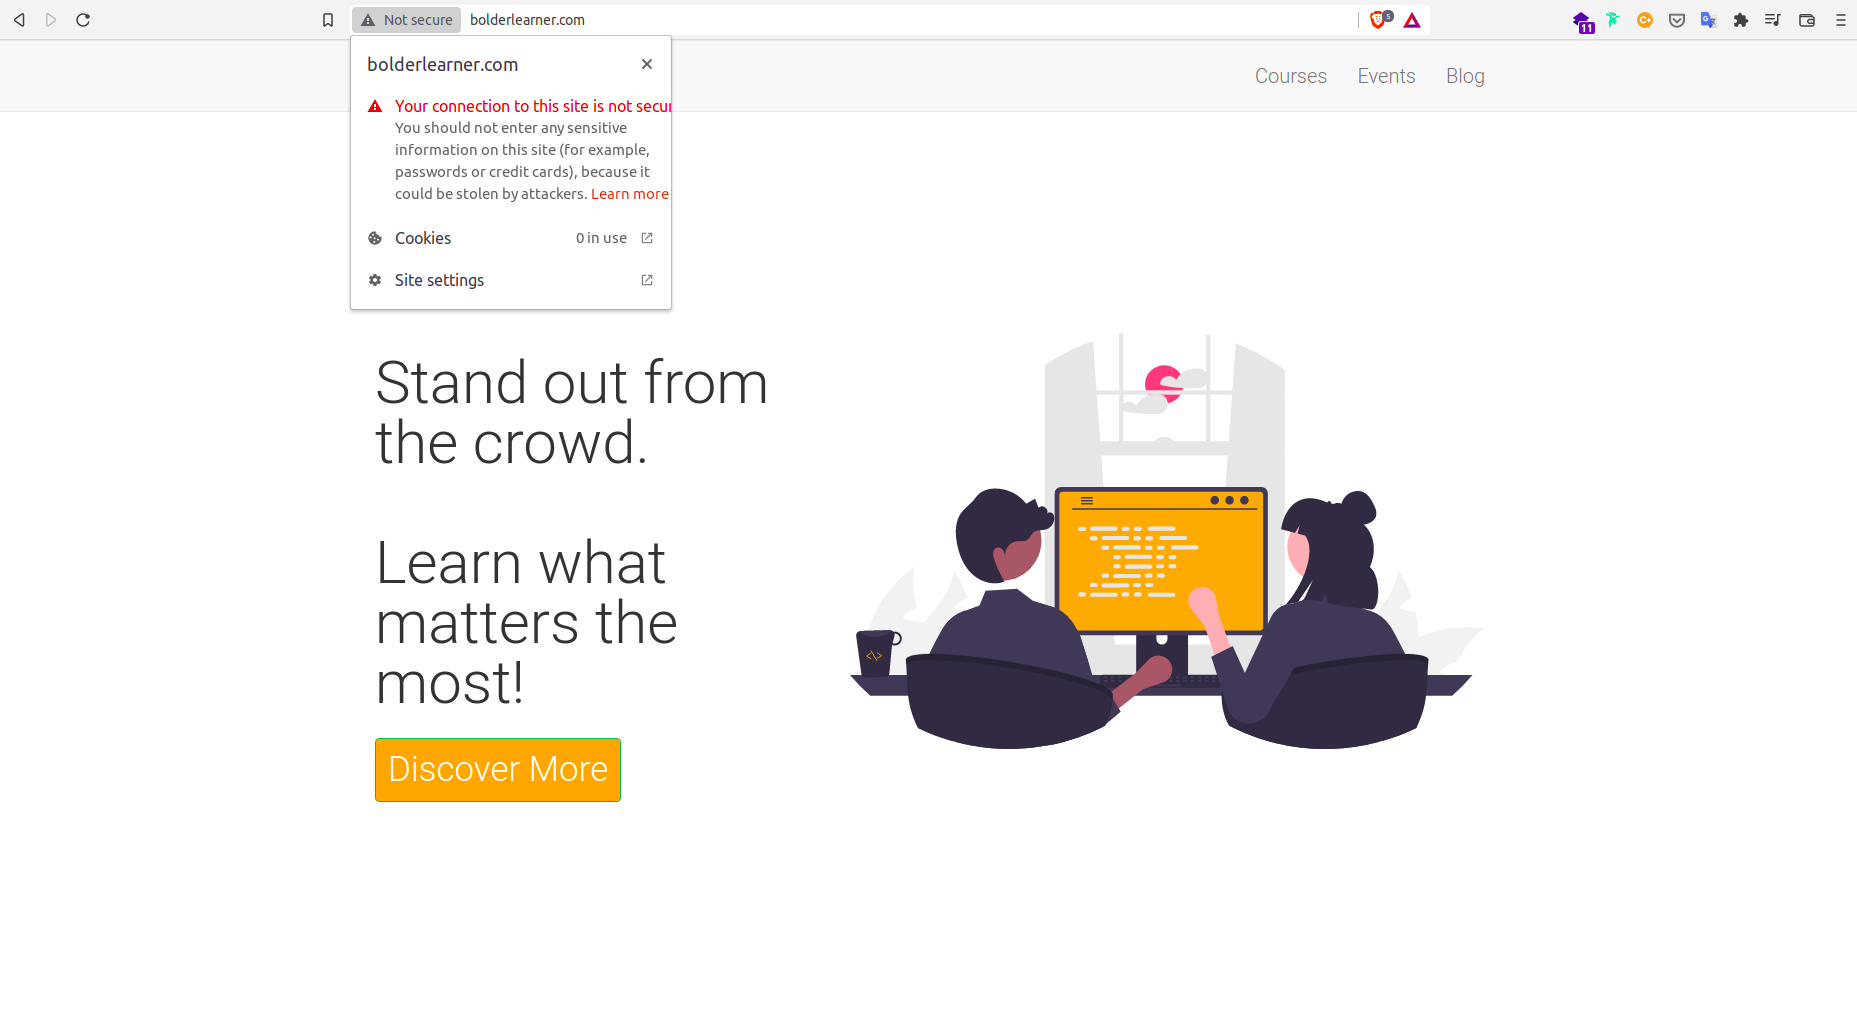 Not secure bolderlearner.com 5 11
bolderlearner.com
Your connection to this site is not secur
You should not enter any sensitive
information on this site (for example,
passwords or credit cards), because it
could be stolen by attackers. Learn more
Cookies 0 in use
Site settings
Courses Events Blog
Stand out from
the crowd.
Learn what
matters the
most!
Discover More
<\>